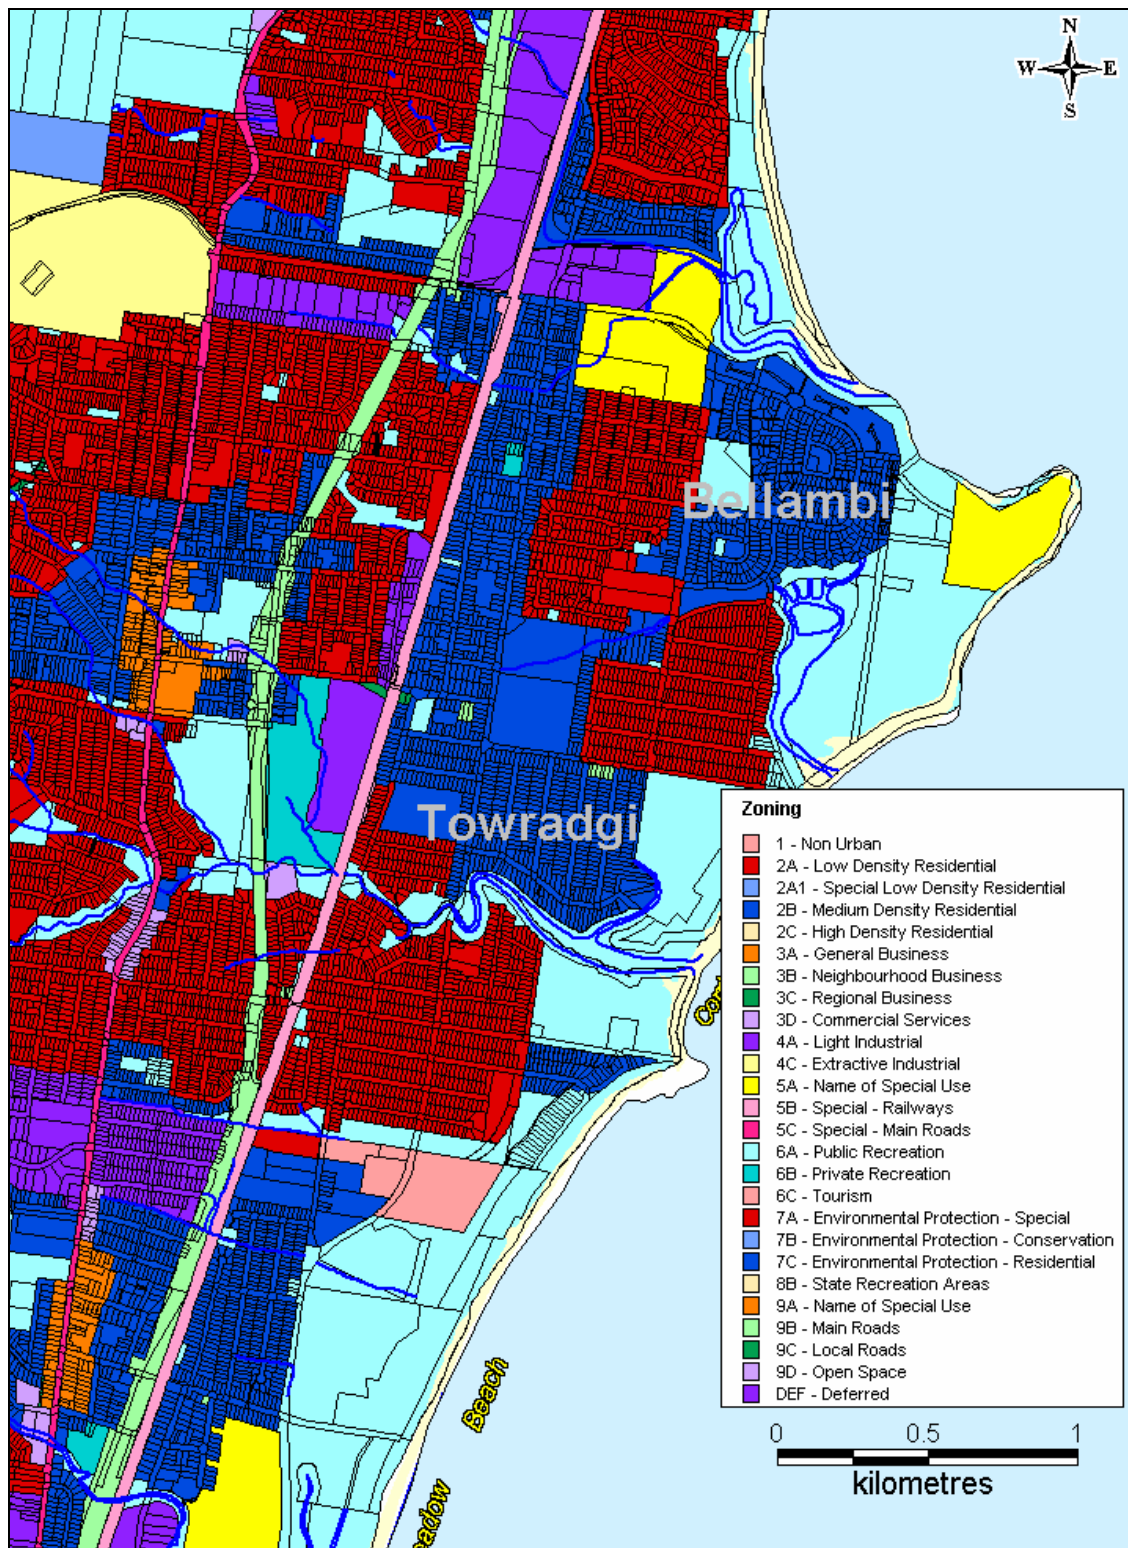 N
W E
S
Bellambi
Towradgi
Zoning
1 - Non Urban
2A - Low Density Residential
2A1 - Special Low Density Residential
2B - Medium Density Residential
2C - High Density Residential
3A - General Business
3B - Neighbourhood Business
3C - Regional Business
3D - Commercial Services
4A - Light Industrial
4C - Extractive Industrial
5A - Name of Special Use
5B - Special - Railways
5C - Special - Main Roads
6A - Public Recreation
6B - Private Recreation
6C - Tourism
7A - Environmental Protection - Special
7B - Environmental Protection - Conservation
7C - Environmental Protection - Residential
8B - State Recreation Areas
9A - Name of Special Use
9B - Main Roads
9C - Local Roads
9D - Open Space
DEF - Deferred
Beach
eadow
0 0.5 1
kilometres